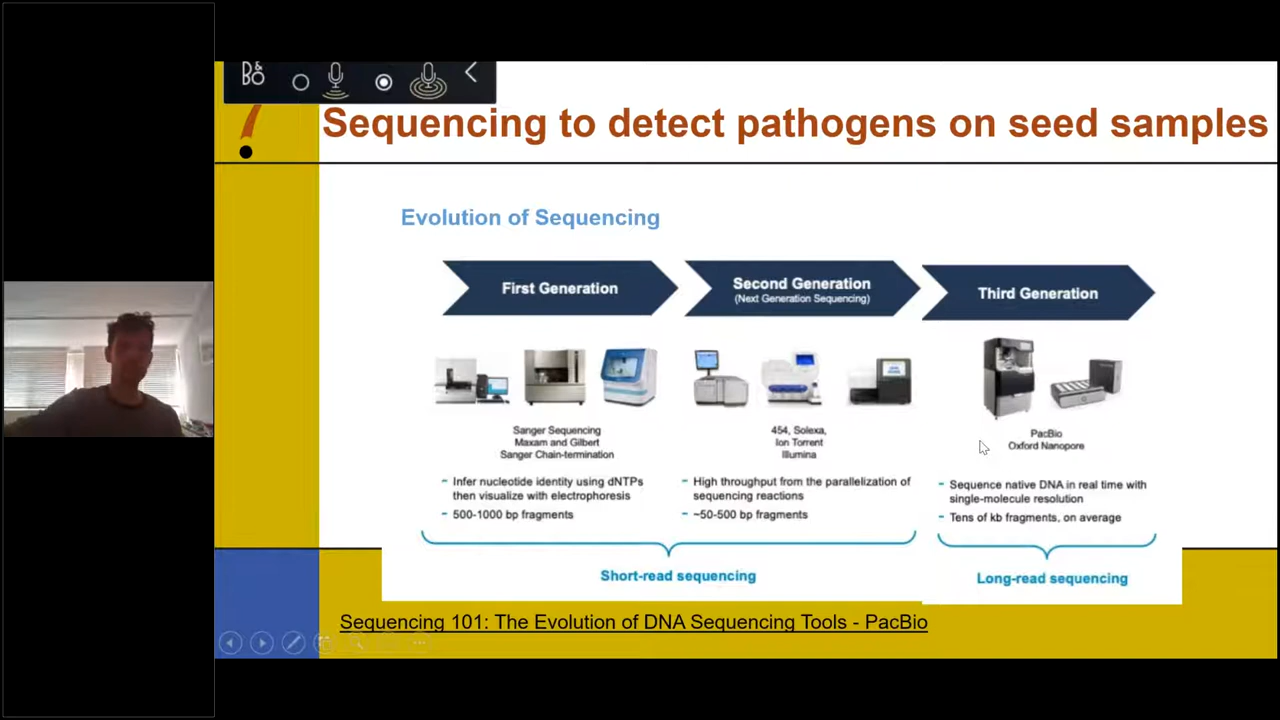 B&O
Sequencing to detect pathogens on seed samples
Evolution of Sequencing
First Generation
Second Generation
(Next Generation Sequencing)
Third Generation
Sanger Sequencing
Maxam and Gilbert
Sanger Chain-termination
454, Solexa,
Ion Torrent
Illumina
PacBio
Oxford Nanopore
- Infer nucleotide identity using dNTPs
then visualize with electrophoresis
- 500-1000 bp fragments
- High throughput from the parallelization of
sequencing reactions
- ~50-500 bp fragments
- Sequence native DNA in real time with
single-molecule resolution
- Tens of kb fragments, on average
Short-read sequencing
Long-read sequencing
Sequencing 101: The Evolution of DNA Sequencing Tools - PacBio